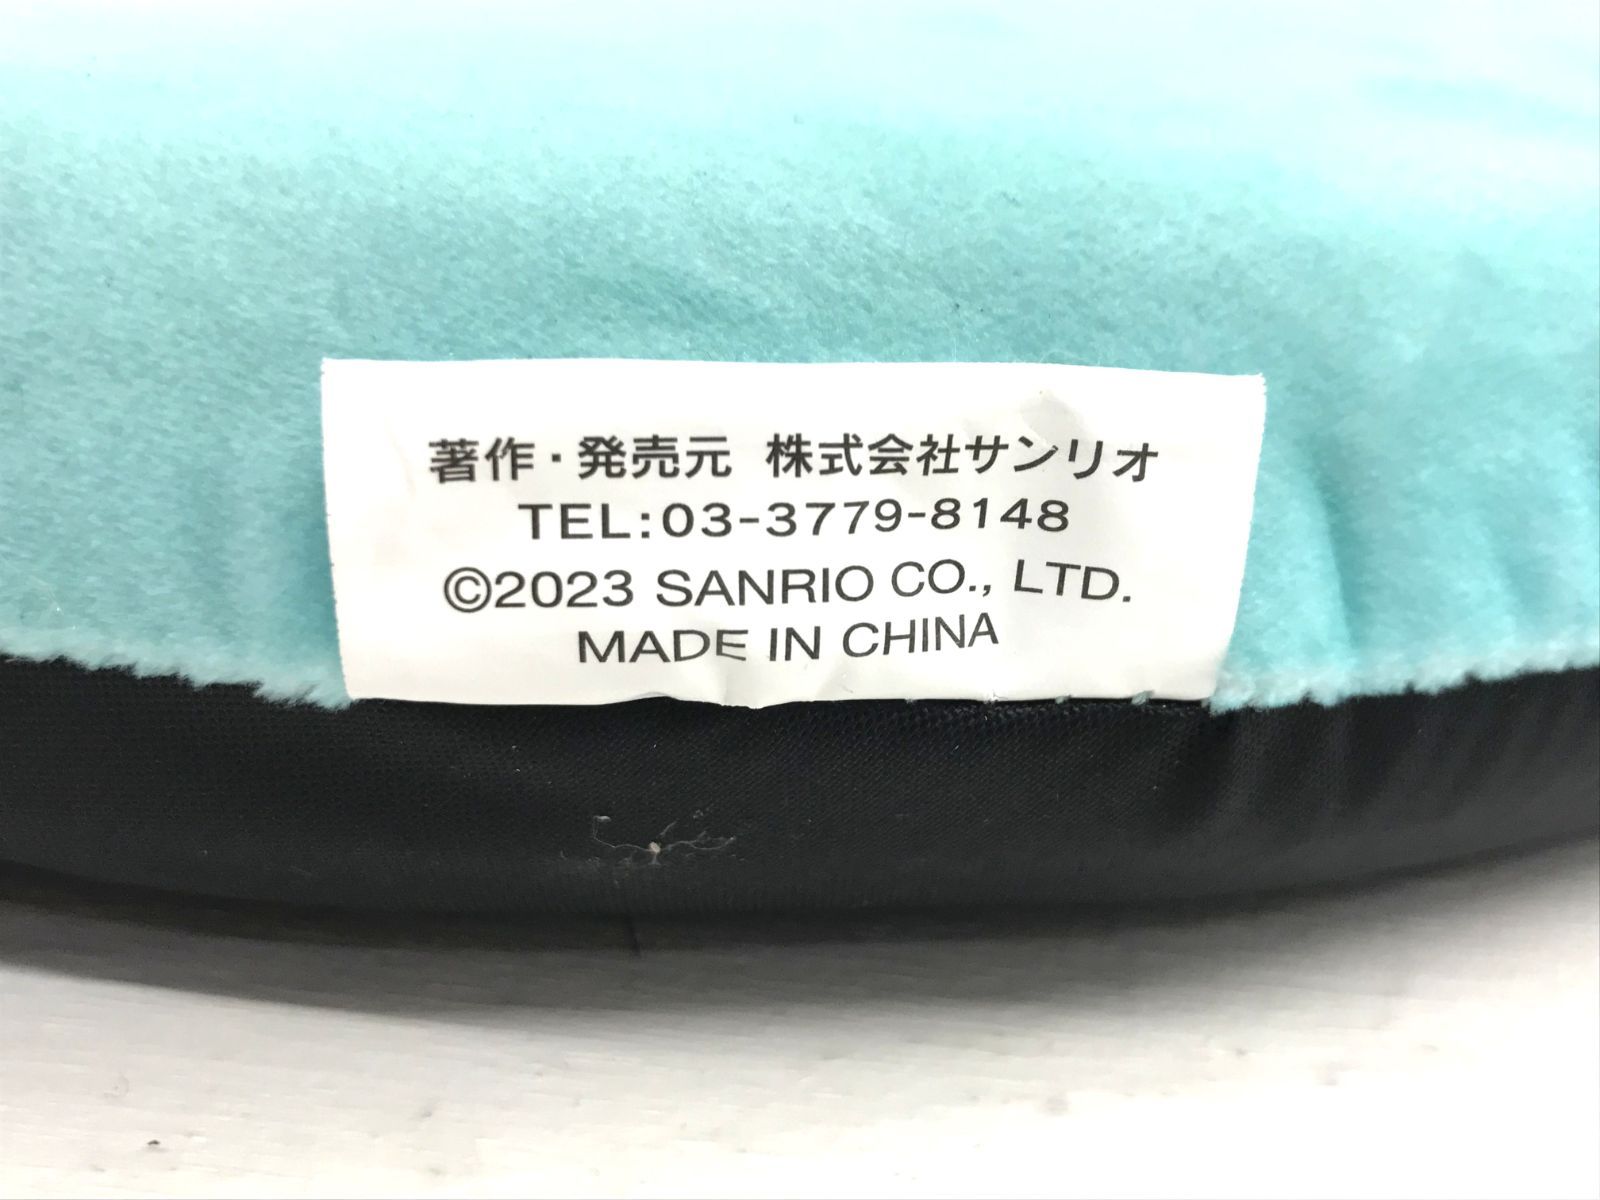 著作・発売元 株式会社サンリオ
TEL:03-3779-8148
©2023 SANRIO CO., LTD.
MADE IN CHINA